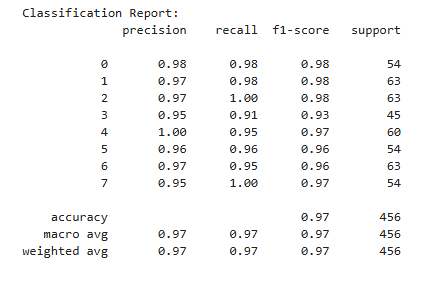 Classification Report:
precision recall f1-score support
0 0.98 0.98 0.98 54
1 0.97 0.98 0.98 63
2 0.97 1.00 0.98 63
3 0.95 0.91 0.93 45
4 1.00 0.95 0.97 60
5 0.96 0.96 0.96 54
6 0.97 0.95 0.96 63
7 0.95 1.00 0.97 54
accuracy 0.97 456
macro avg 0.97 0.97 0.97 456
weighted avg 0.97 0.97 0.97 456